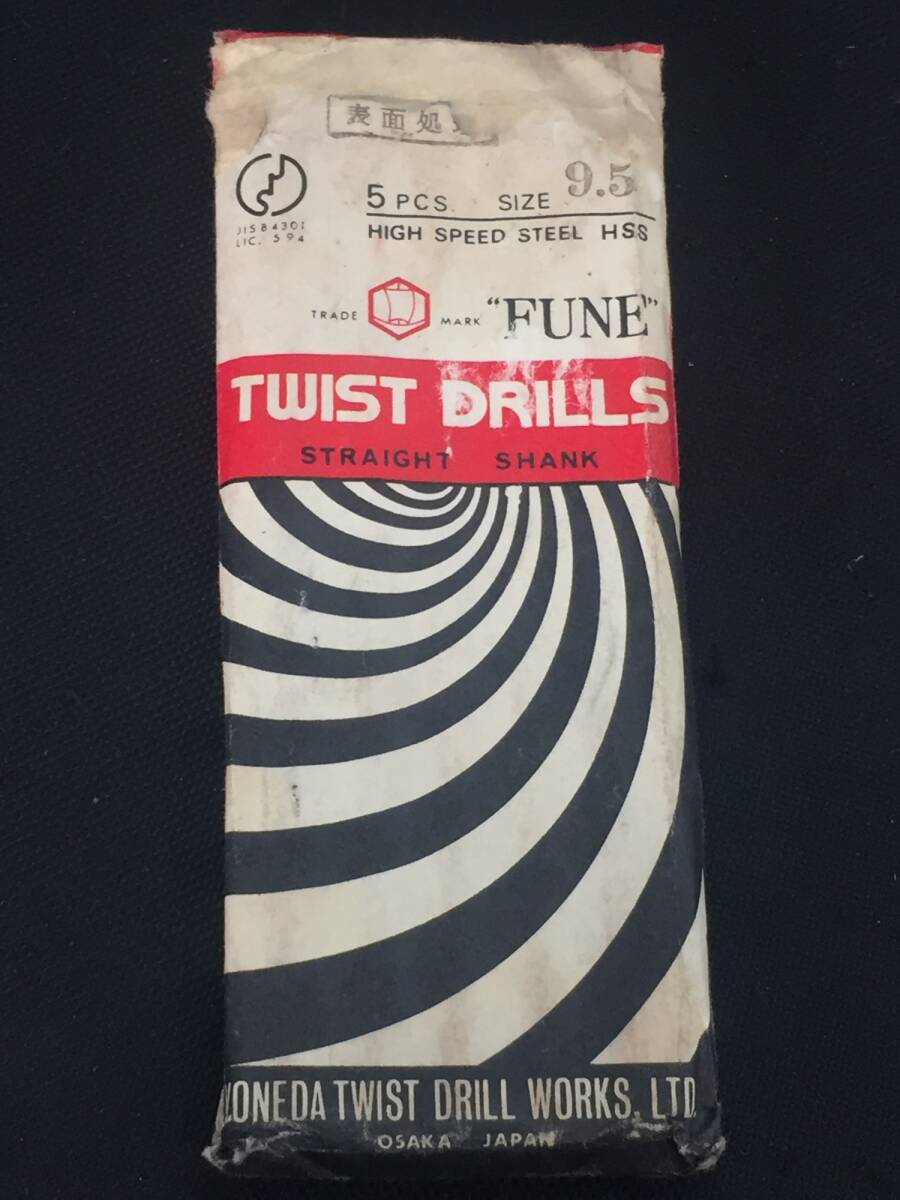 表面処
5 PCS. SIZE 9.5
HIGH SPEED STEEL HSS
JIS B 4301
LIC. 594
TRADE MARK "FUNE"
TWIST DRILLS
STRAIGHT SHANK
YONEDA TWIST DRILL WORKS. LTD
OSAKA JAPAN